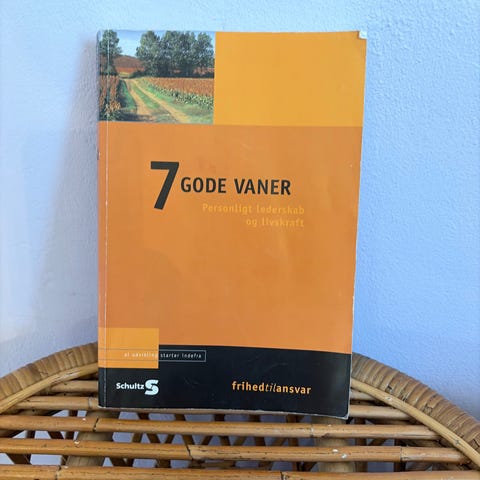 7 GODE VANER
Personligt lederskab
og livskraft
al udvikling starter indefra
Schultz
frihedtilansvar